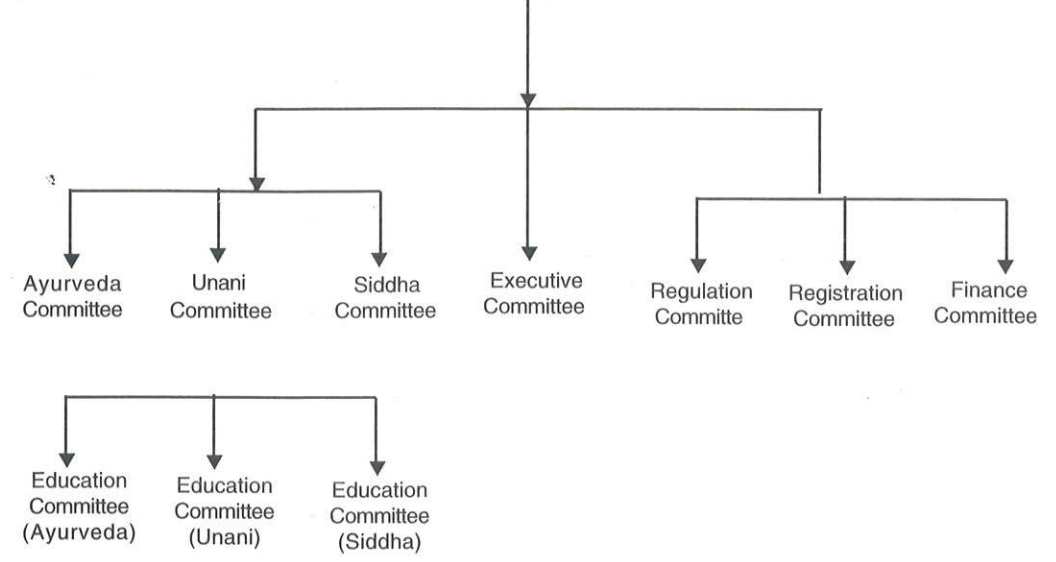 Ayurveda
Committee
Unani
Committee
Siddha
Committee
Executive
Committee
Regulation
Committe
Registration
Committee
Finance
Committee
Education
Committee
(Ayurveda)
Education
Committee
(Unani)
Education
Committee
(Siddha)